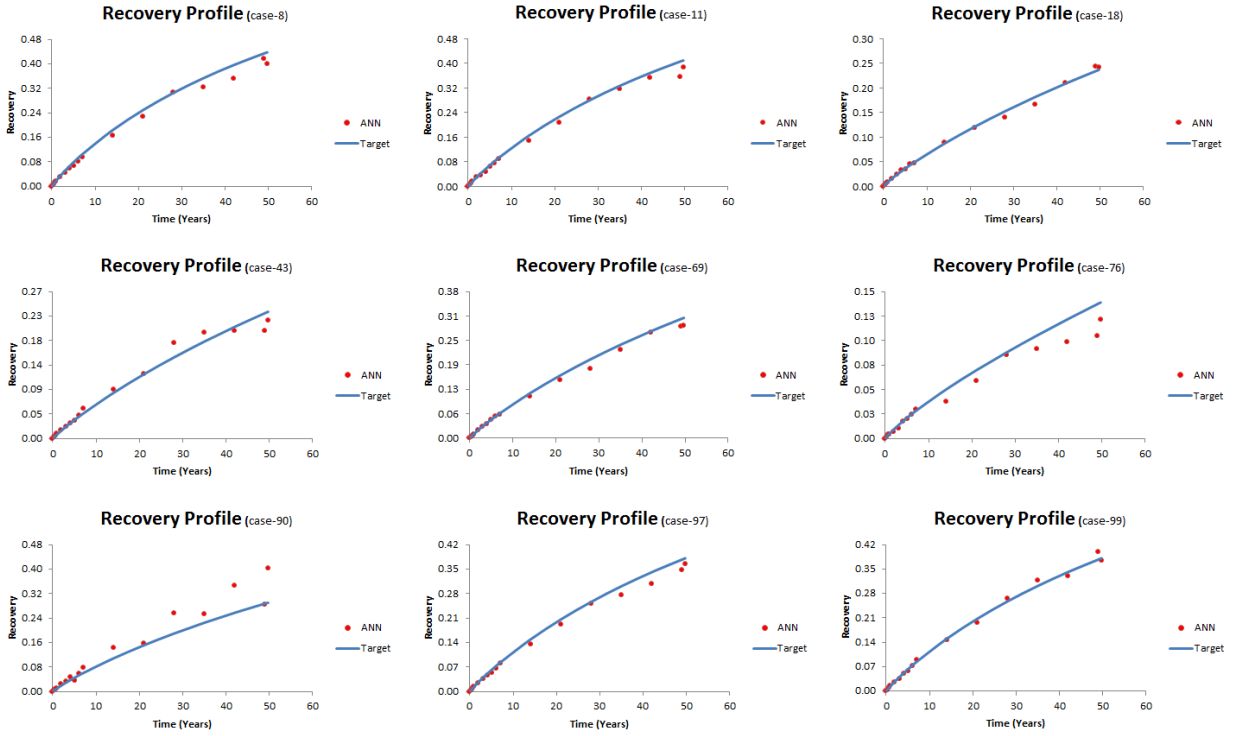 Recovery Profile (case-8)
0.48
0.40
0.32
0.24
0.16
0.08
0.00
Recovery
0 10 20 30 40 50 60
Time (Years)
ANN
Target
Recovery Profile (case-11)
0.48
0.40
0.32
0.24
0.16
0.08
0.00
Recovery
0 10 20 30 40 50 60
Time (Years)
ANN
Target
Recovery Profile (case-18)
0.30
0.25
0.20
0.15
0.10
0.05
0.00
Recovery
0 10 20 30 40 50 60
Time (Years)
ANN
Target
Recovery Profile (case-43)
0.27
0.23
0.18
0.14
0.09
0.05
0.00
Recovery
0 10 20 30 40 50 60
Time (Years)
ANN
Target
Recovery Profile (case-69)
0.38
0.31
0.25
0.19
0.13
0.06
0.00
Recovery
0 10 20 30 40 50 60
Time (Years)
ANN
Target
Recovery Profile (case-76)
0.15
0.13
0.10
0.08
0.05
0.03
0.00
Recovery
0 10 20 30 40 50 60
Time (Years)
ANN
Target
Recovery Profile (case-90)
0.48
0.40
0.32
0.24
0.16
0.08
0.00
Recovery
0 10 20 30 40 50 60
Time (Years)
ANN
Target
Recovery Profile (case-97)
0.42
0.35
0.28
0.21
0.14
0.07
0.00
Recovery
0 10 20 30 40 50 60
Time (Years)
ANN
Target
Recovery Profile (case-99)
0.42
0.35
0.28
0.21
0.14
0.07
0.00
Recovery
0 10 20 30 40 50 60
Time (Years)
ANN
Target